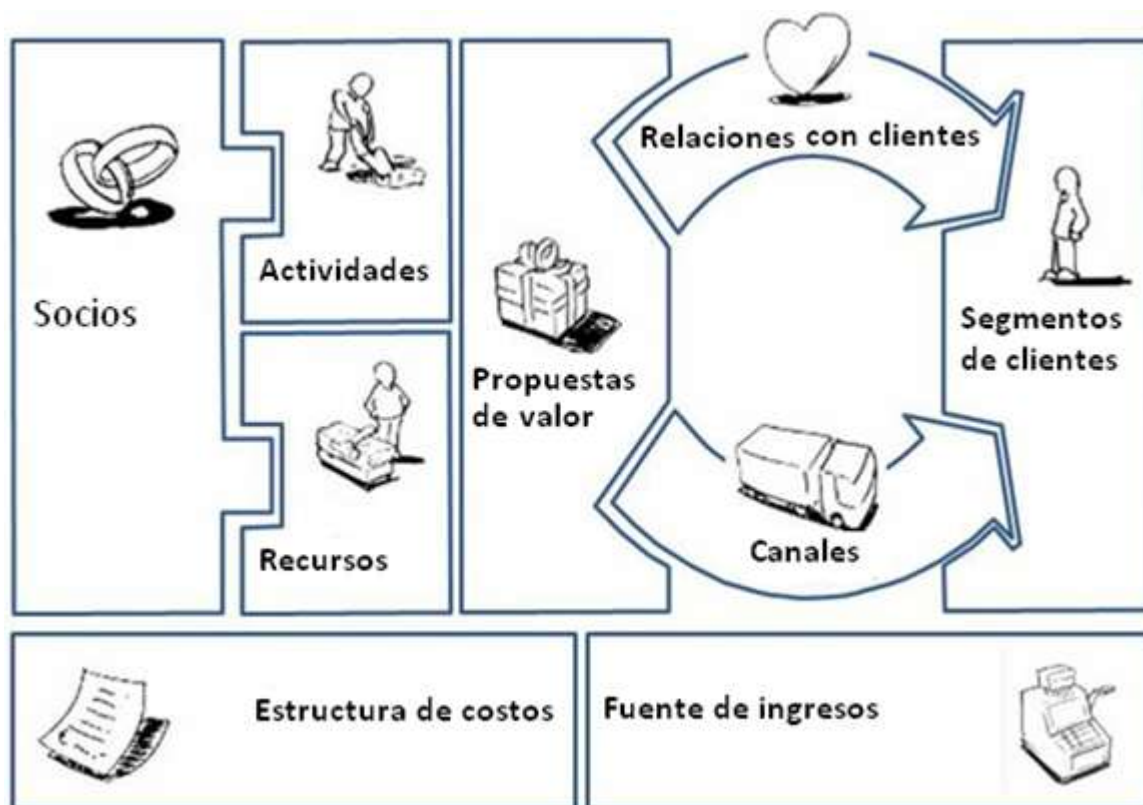 Socios
Actividades
Recursos
Propuestas
de valor
Relaciones con clientes
Canales
Segmentos
de clientes
Estructura de costos
Fuente de ingresos